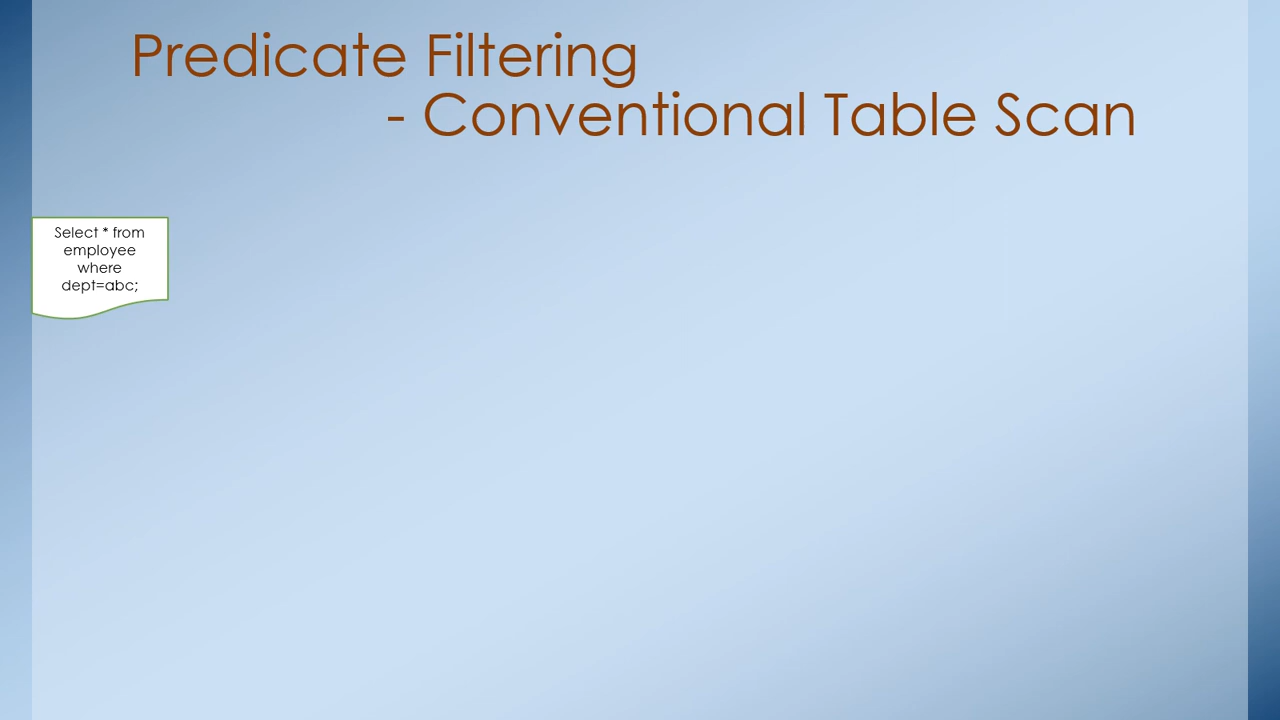 Predicate Filtering
- Conventional Table Scan
Select * from
employee
where
dept=abc;